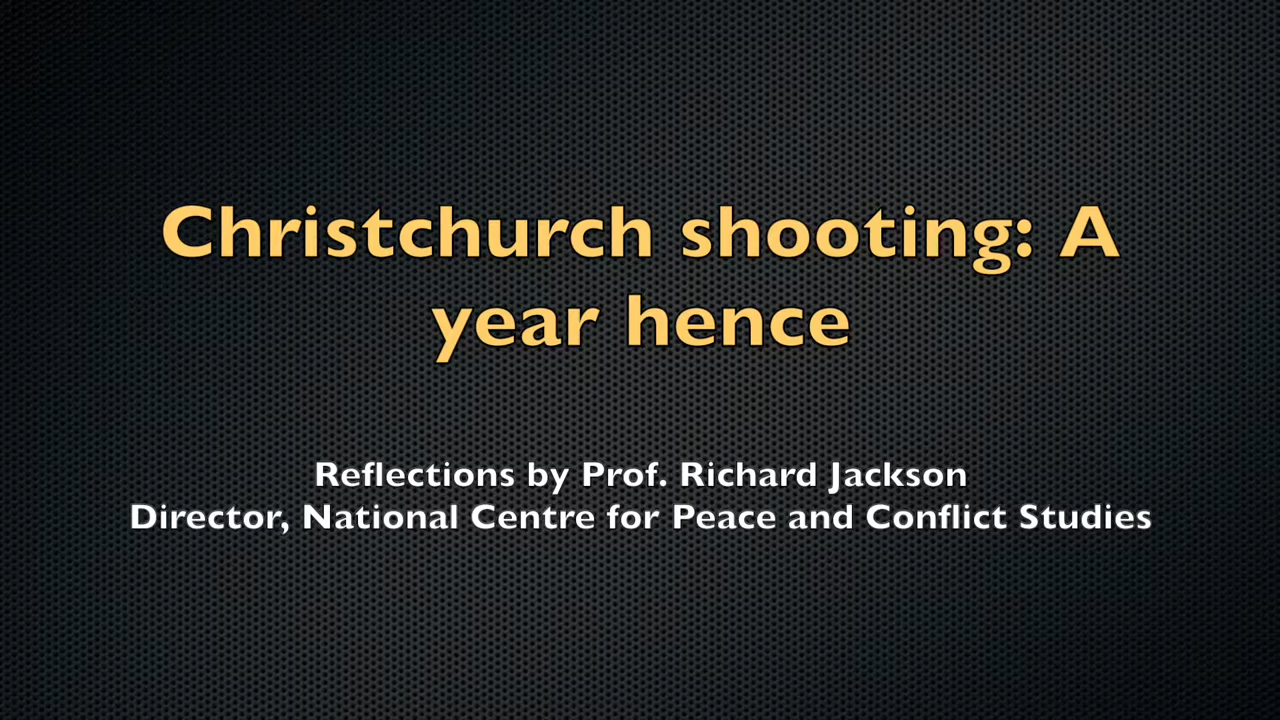 Christchurch shooting: A
year hence
Reflections by Prof. Richard Jackson
Director, National Centre for Peace and Conflict Studies